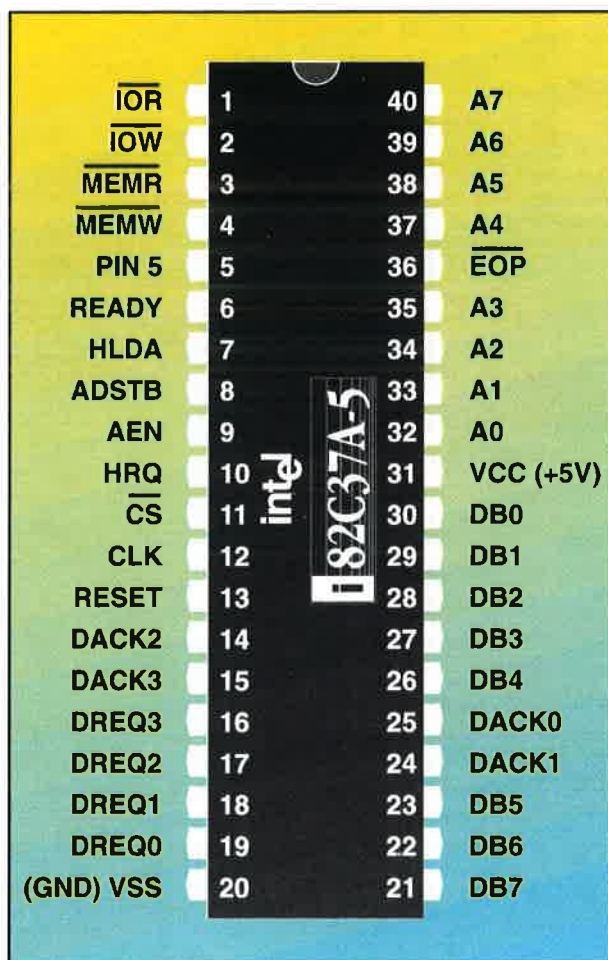 IOR 1 40 A7
IOW 2 39 A6
MEMR 3 38 A5
MEMW 4 37 A4
PIN 5 5 36 EOP
READY 6 35 A3
HLDA 7 34 A2
ADSTB 8 33 A1
AEN 9 32 A0
HRQ 10 31 VCC (+5V)
CS 11 30 DB0
CLK 12 29 DB1
RESET 13 28 DB2
DACK2 14 27 DB3
DACK3 15 26 DB4
DREQ3 16 25 DACK0
DREQ2 17 24 DACK1
DREQ1 18 23 DB5
DREQ0 19 22 DB6
(GND) VSS 20 21 DB7
intel
i82C37A-5